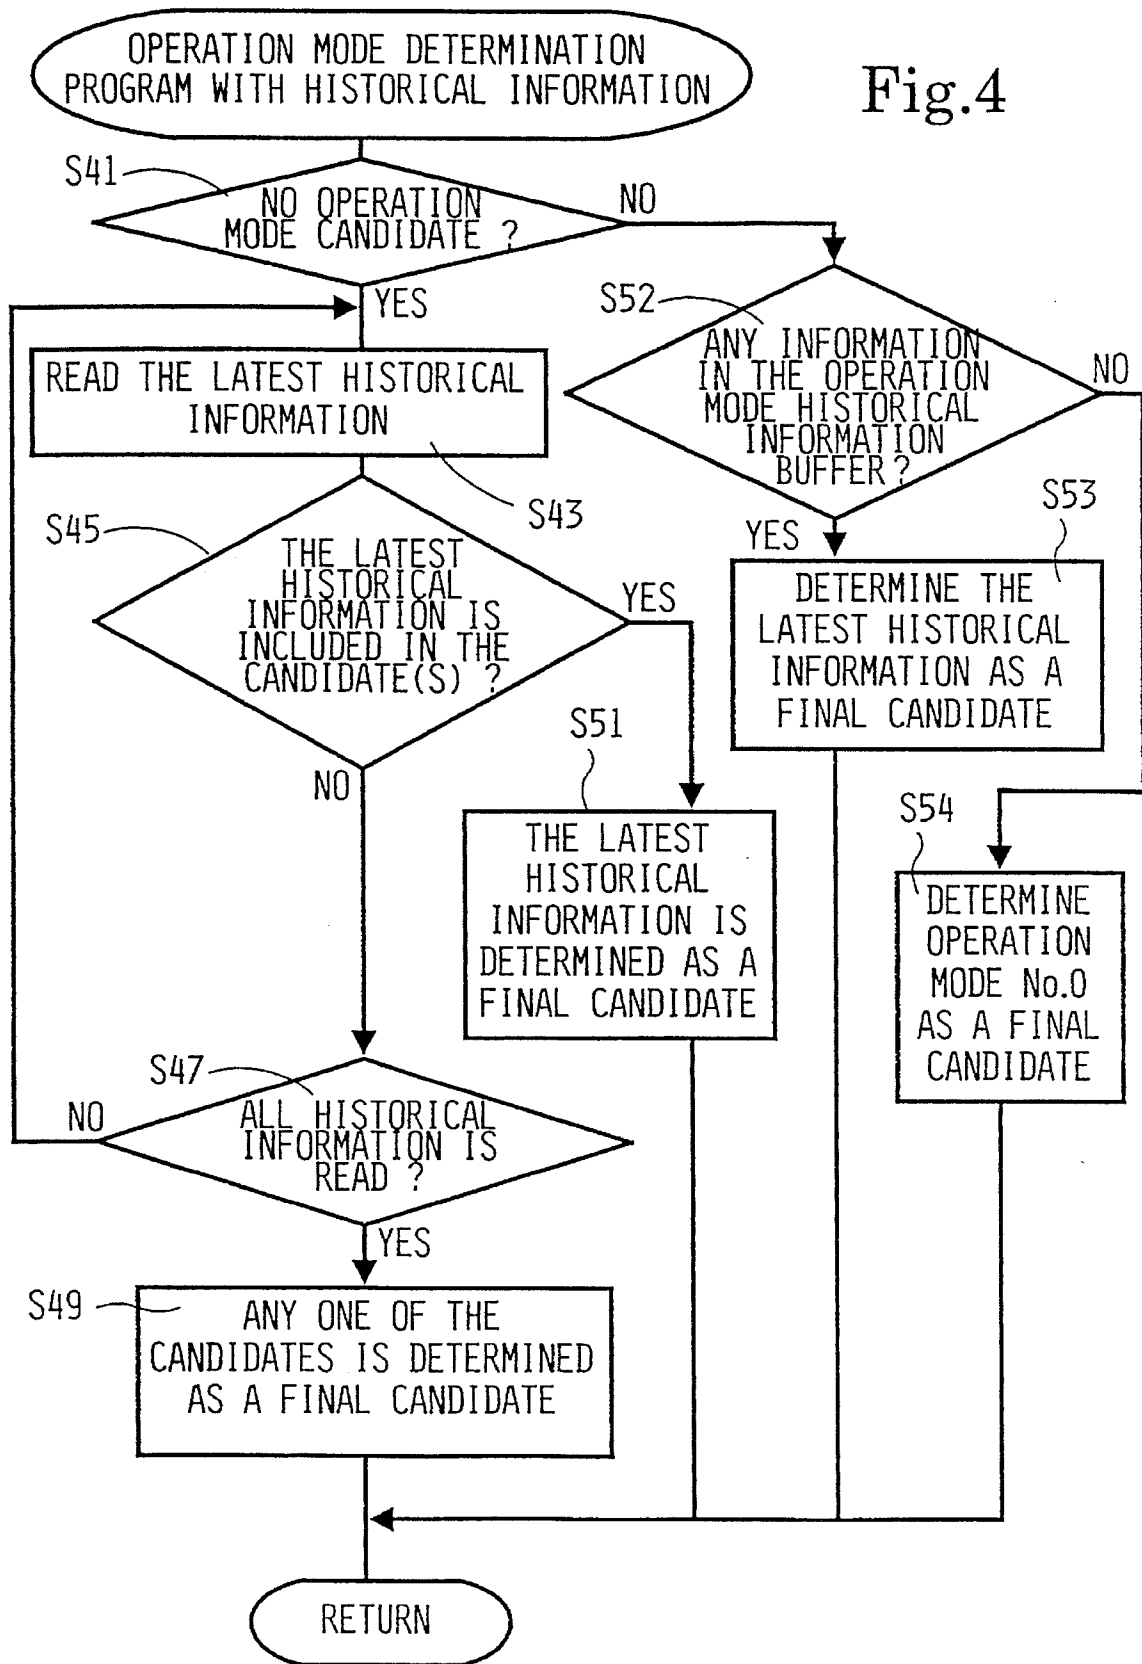 OPERATION MODE DETERMINATION
PROGRAM WITH HISTORICAL INFORMATION
Fig.4
S41
NO OPERATION
MODE CANDIDATE ?
NO
YES
S52
ANY INFORMATION
IN THE OPERATION
MODE HISTORICAL
INFORMATION
BUFFER?
NO
READ THE LATEST HISTORICAL
INFORMATION
S43
S45
THE LATEST
HISTORICAL
INFORMATION IS
INCLUDED IN THE
CANDIDATE(S) ?
YES
NO
YES
S53
DETERMINE THE
LATEST HISTORICAL
INFORMATION AS A
FINAL CANDIDATE
S51
THE LATEST
HISTORICAL
INFORMATION IS
DETERMINED AS A
FINAL CANDIDATE
S54
DETERMINE
OPERATION
MODE No.0
AS A FINAL
CANDIDATE
S47
ALL HISTORICAL
INFORMATION IS
READ ?
NO
YES
S49
ANY ONE OF THE
CANDIDATES IS DETERMINED
AS A FINAL CANDIDATE
RETURN